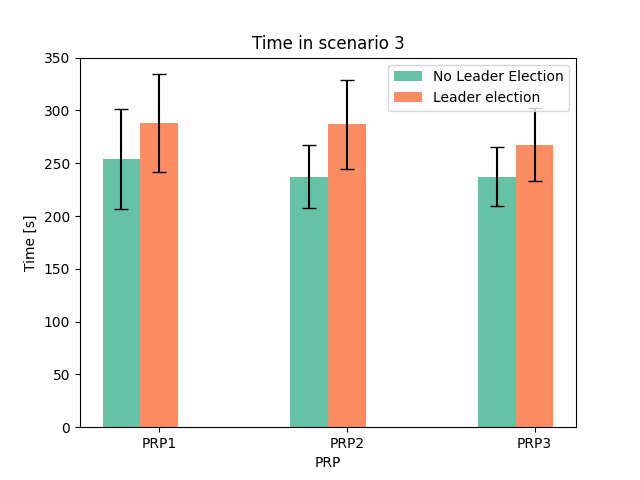 Time in scenario 3
No Leader Election
Leader election
Time [s]
350
300
250
200
150
100
50
0
PRP1 PRP2 PRP3
PRP